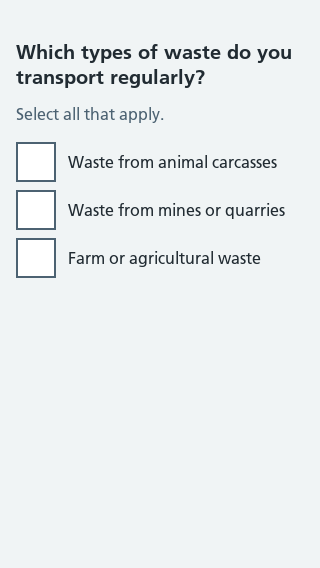 Which types of waste do you
transport regularly?
Select all that apply.
Waste from animal carcasses
Waste from mines or quarries
Farm or agricultural waste